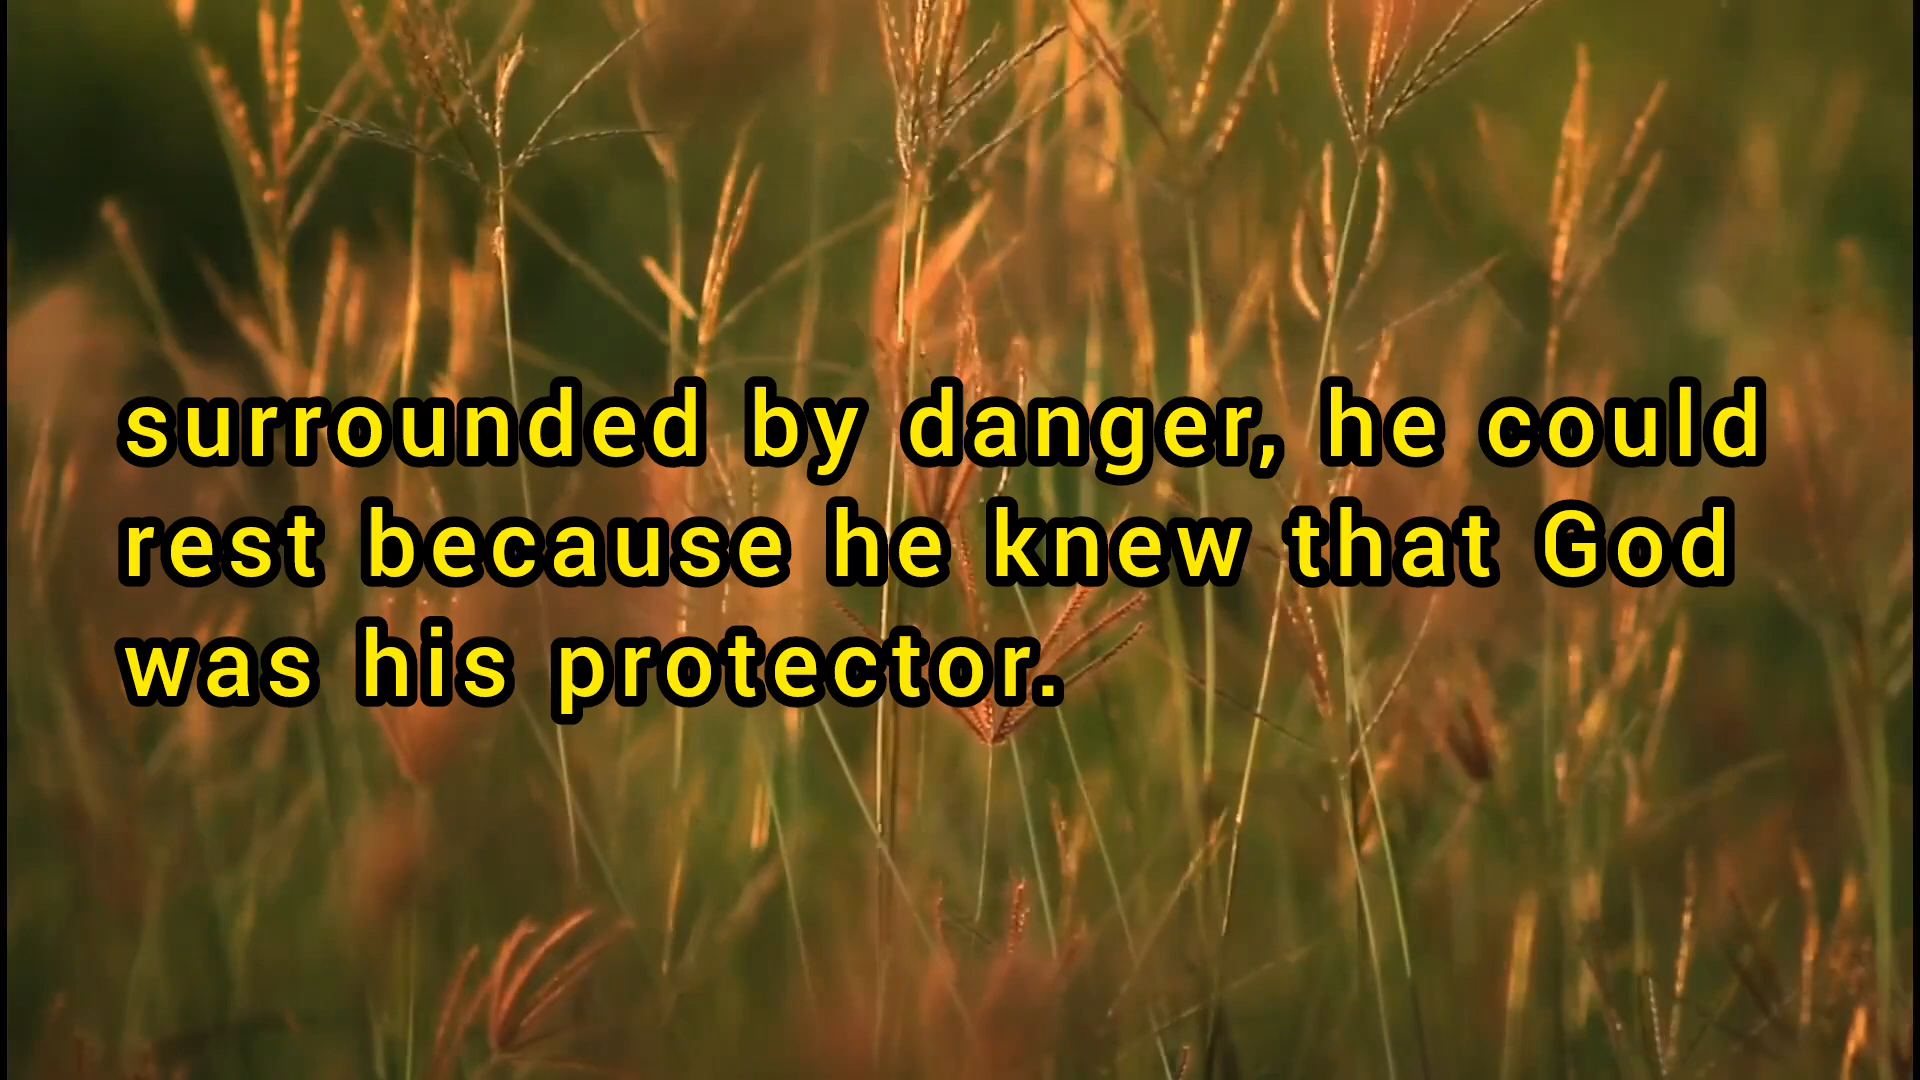 surrounded by danger, he could
rest because he knew that God
was his protector.